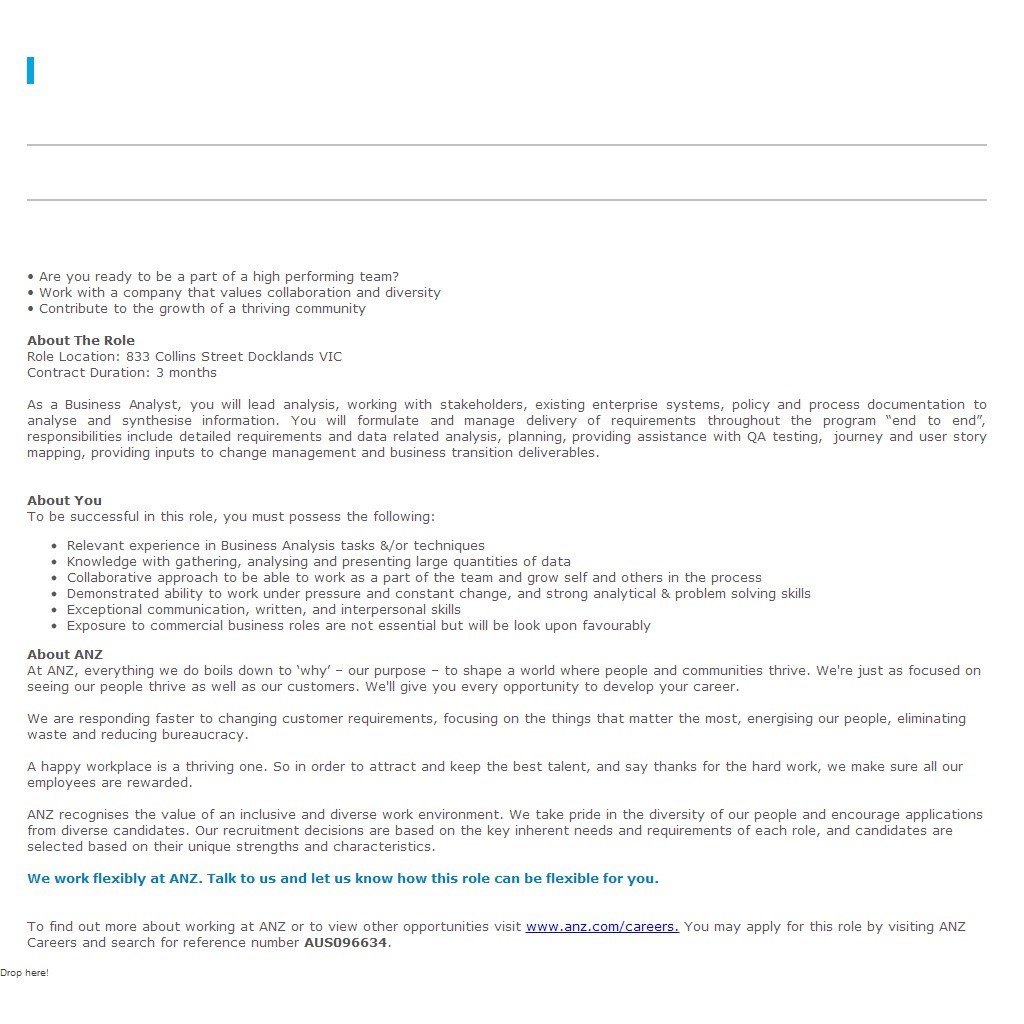 • Are you ready to be a part of a high performing team?
• Work with a company that values collaboration and diversity
• Contribute to the growth of a thriving community
About The Role
Role Location: 833 Collins Street Docklands VIC
Contract Duration: 3 months
As a Business Analyst, you will lead analysis, working with stakeholders, existing enterprise systems, policy and process documentation to
analyse and synthesise information. You will formulate and manage delivery of requirements throughout the program “end to end”,
responsibilities include detailed requirements and data related analysis, planning, providing assistance with QA testing,  journey and user story
mapping, providing inputs to change management and business transition deliverables.
About You
To be successful in this role, you must possess the following:
• Relevant experience in Business Analysis tasks &/or techniques
• Knowledge with gathering, analysing and presenting large quantities of data
• Collaborative approach to be able to work as a part of the team and grow self and others in the process
• Demonstrated ability to work under pressure and constant change, and strong analytical & problem solving skills
• Exceptional communication, written, and interpersonal skills
• Exposure to commercial business roles are not essential but will be look upon favourably
About ANZ
At ANZ, everything we do boils down to ‘why’ – our purpose – to shape a world where people and communities thrive. We're just as focused on
seeing our people thrive as well as our customers. We'll give you every opportunity to develop your career.
We are responding faster to changing customer requirements, focusing on the things that matter the most, energising our people, eliminating
waste and reducing bureaucracy.
A happy workplace is a thriving one. So in order to attract and keep the best talent, and say thanks for the hard work, we make sure all our
employees are rewarded.
ANZ recognises the value of an inclusive and diverse work environment. We take pride in the diversity of our people and encourage applications
from diverse candidates. Our recruitment decisions are based on the key inherent needs and requirements of each role, and candidates are
selected based on their unique strengths and characteristics.
We work flexibly at ANZ. Talk to us and let us know how this role can be flexible for you.
To find out more about working at ANZ or to view other opportunities visit www.anz.com/careers. You may apply for this role by visiting ANZ
Careers and search for reference number AUS096634.
Drop here!